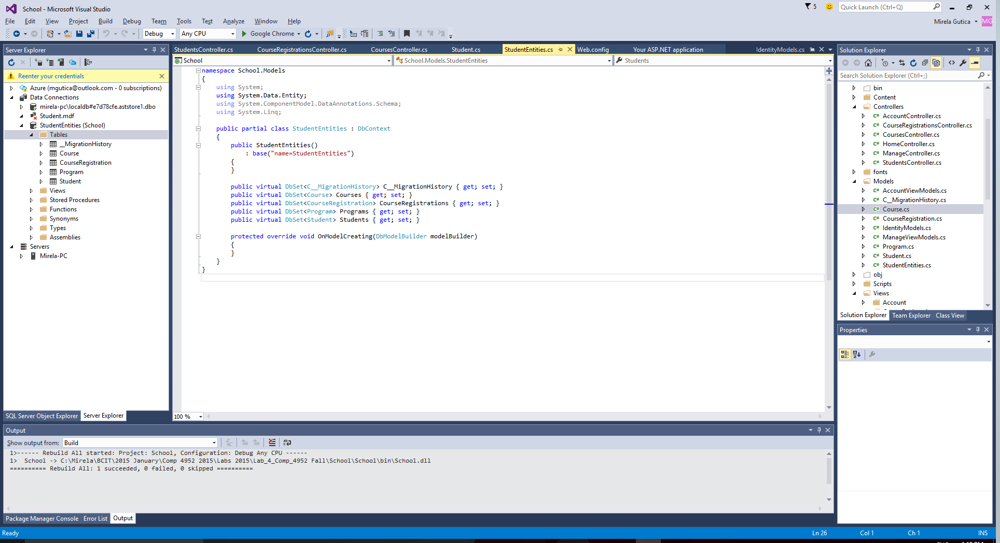 School - Microsoft Visual Studio
5
Quick Launch (Ctrl+Q)
File Edit View Project Build Debug Team Tools Test Analyze Window Help
Mirela Gutica MG
Debug Any CPU Google Chrome
Server Explorer
Reenter your credentials
Azure (mgutica@outlook.com - 0 subscriptions)
Data Connections
mirela-pc\localdb#e7d78cfe.aststore1.dbo
Student.mdf
StudentEntities (School)
Tables
__MigrationHistory
Course
CourseRegistration
Program
Student
Views
Stored Procedures
Functions
Synonyms
Types
Assemblies
Servers
Mirela-PC
SQL Server Object Explorer Server Explorer
StudentsController.cs CourseRegistrationsController.cs CoursesController.cs Student.cs StudentEntities.cs Web.config Your ASP.NET application IdentityModels.cs
School School.Models.StudentEntities Students
namespace School.Models
{
using System;
using System.Data.Entity;
using System.ComponentModel.DataAnnotations.Schema;
using System.Linq;
public partial class StudentEntities : DbContext
{
public StudentEntities()
: base("name=StudentEntities")
{
}
public virtual DbSet<C__MigrationHistory> C__MigrationHistory { get; set; }
public virtual DbSet<Course> Courses { get; set; }
public virtual DbSet<CourseRegistration> CourseRegistrations { get; set; }
public virtual DbSet<Program> Programs { get; set; }
public virtual DbSet<Student> Students { get; set; }
protected override void OnModelCreating(DbModelBuilder modelBuilder)
{
}
}
}
100 %
Solution Explorer
Search Solution Explorer (Ctrl+;)
bin
Content
Controllers
C# AccountController.cs
C# CourseRegistrationsController.cs
C# CoursesController.cs
C# HomeController.cs
C# ManageController.cs
C# StudentsController.cs
fonts
Models
C# AccountViewModels.cs
C# C__MigrationHistory.cs
C# Course.cs
C# CourseRegistration.cs
C# IdentityModels.cs
C# ManageViewModels.cs
C# Program.cs
C# Student.cs
C# StudentEntities.cs
obj
Scripts
Views
Account
Solution Explorer Team Explorer Class View
Properties
Output
Show output from: Build
1>------ Rebuild All started: Project: School, Configuration: Debug Any CPU ------
1>  School -> C:\Mirela\BCIT\2015 January\Comp 4952 2015\Labs 2015\Lab_4_Comp_4952 Fall\School\School\bin\School.dll
========== Rebuild All: 1 succeeded, 0 failed, 0 skipped ==========
Package Manager Console Error List Output
Ready Ln 26 Col 1 Ch 1 INS